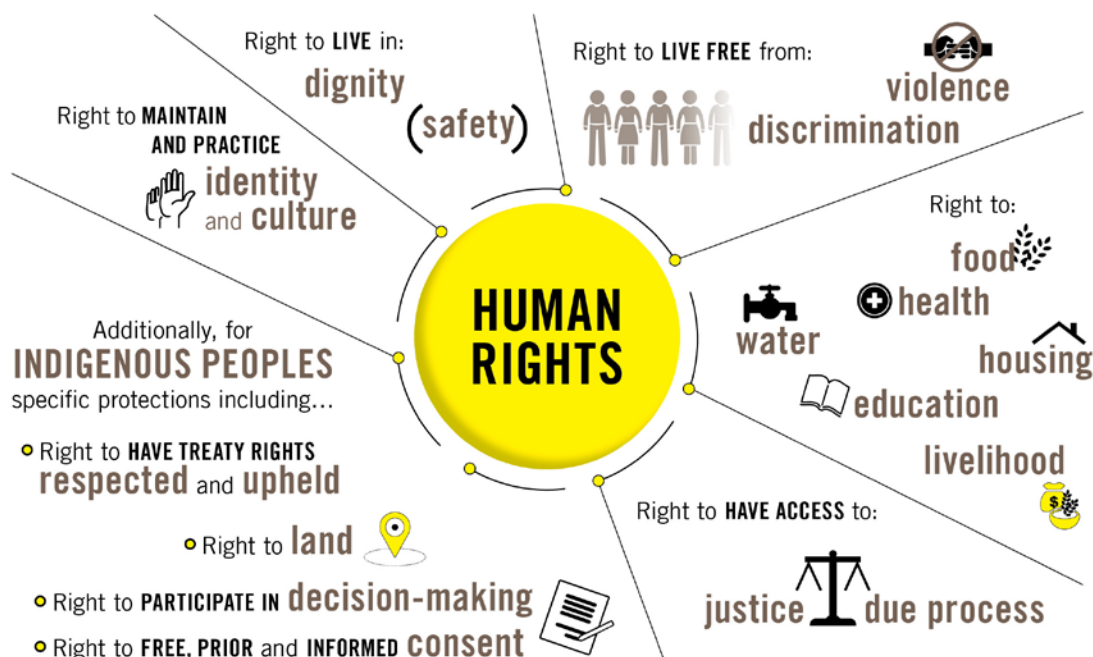 Right to LIVE in:
dignity
(safety)
Right to LIVE FREE from:
violence
discrimination
Right to MAINTAIN
AND PRACTICE
identity
and culture
Right to:
food
health
water
housing
education
livelihood
$
HUMAN
RIGHTS
Additionally, for
INDIGENOUS PEOPLES
specific protections including...
Right to HAVE TREATY RIGHTS
respected and upheld
Right to land
Right to PARTICIPATE IN decision-making
Right to FREE, PRIOR and INFORMED consent
Right to HAVE ACCESS to:
justice due process